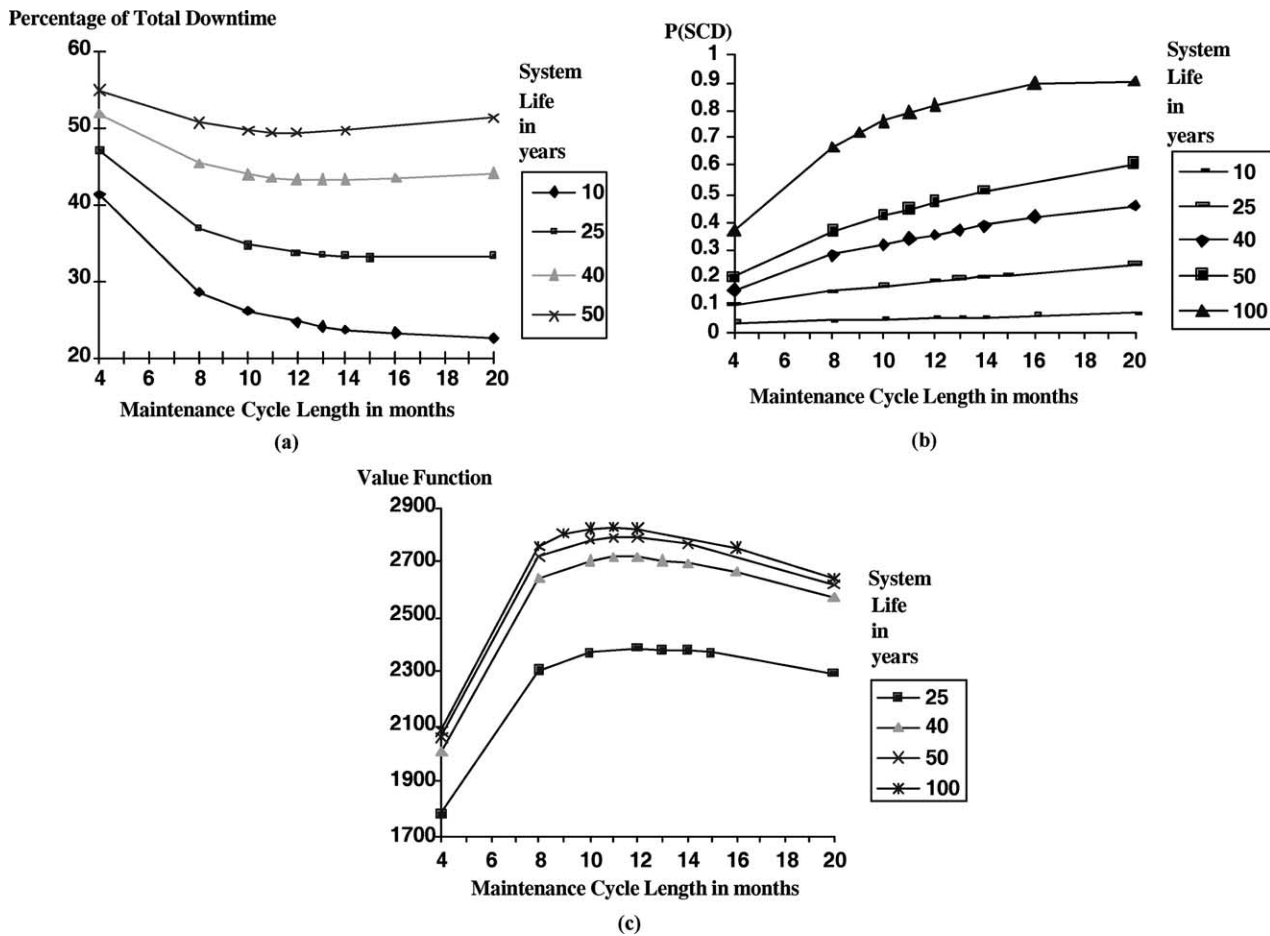 Percentage of Total Downtime
60
50
40
30
20
4 6 8 10 12 14 16 18 20
Maintenance Cycle Length in months
(a)
System
Life
in
years
10
25
40
50
P(SCD)
1
0.9
0.8
0.7
0.6
0.5
0.4
0.3
0.2
0.1
0
4 6 8 10 12 14 16 18 20
Maintenance Cycle Length in months
(b)
System
Life
in
years
10
25
40
50
100
Value Function
2900
2700
2500
2300
2100
1900
1700
4 6 8 10 12 14 16 18 20
Maintenance Cycle Length in months
(c)
System
Life
in
years
25
40
50
100